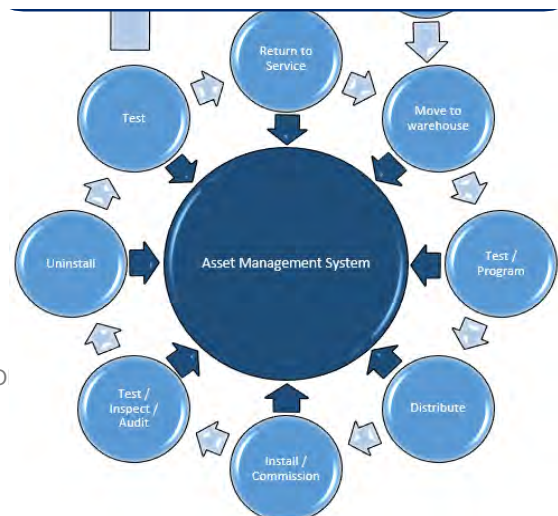 Return to
Service
Test
Move to
warehouse
Uninstall
Asset Management System
Test /
Program
Test /
Inspect /
Audit
Distribute
Install /
Commission